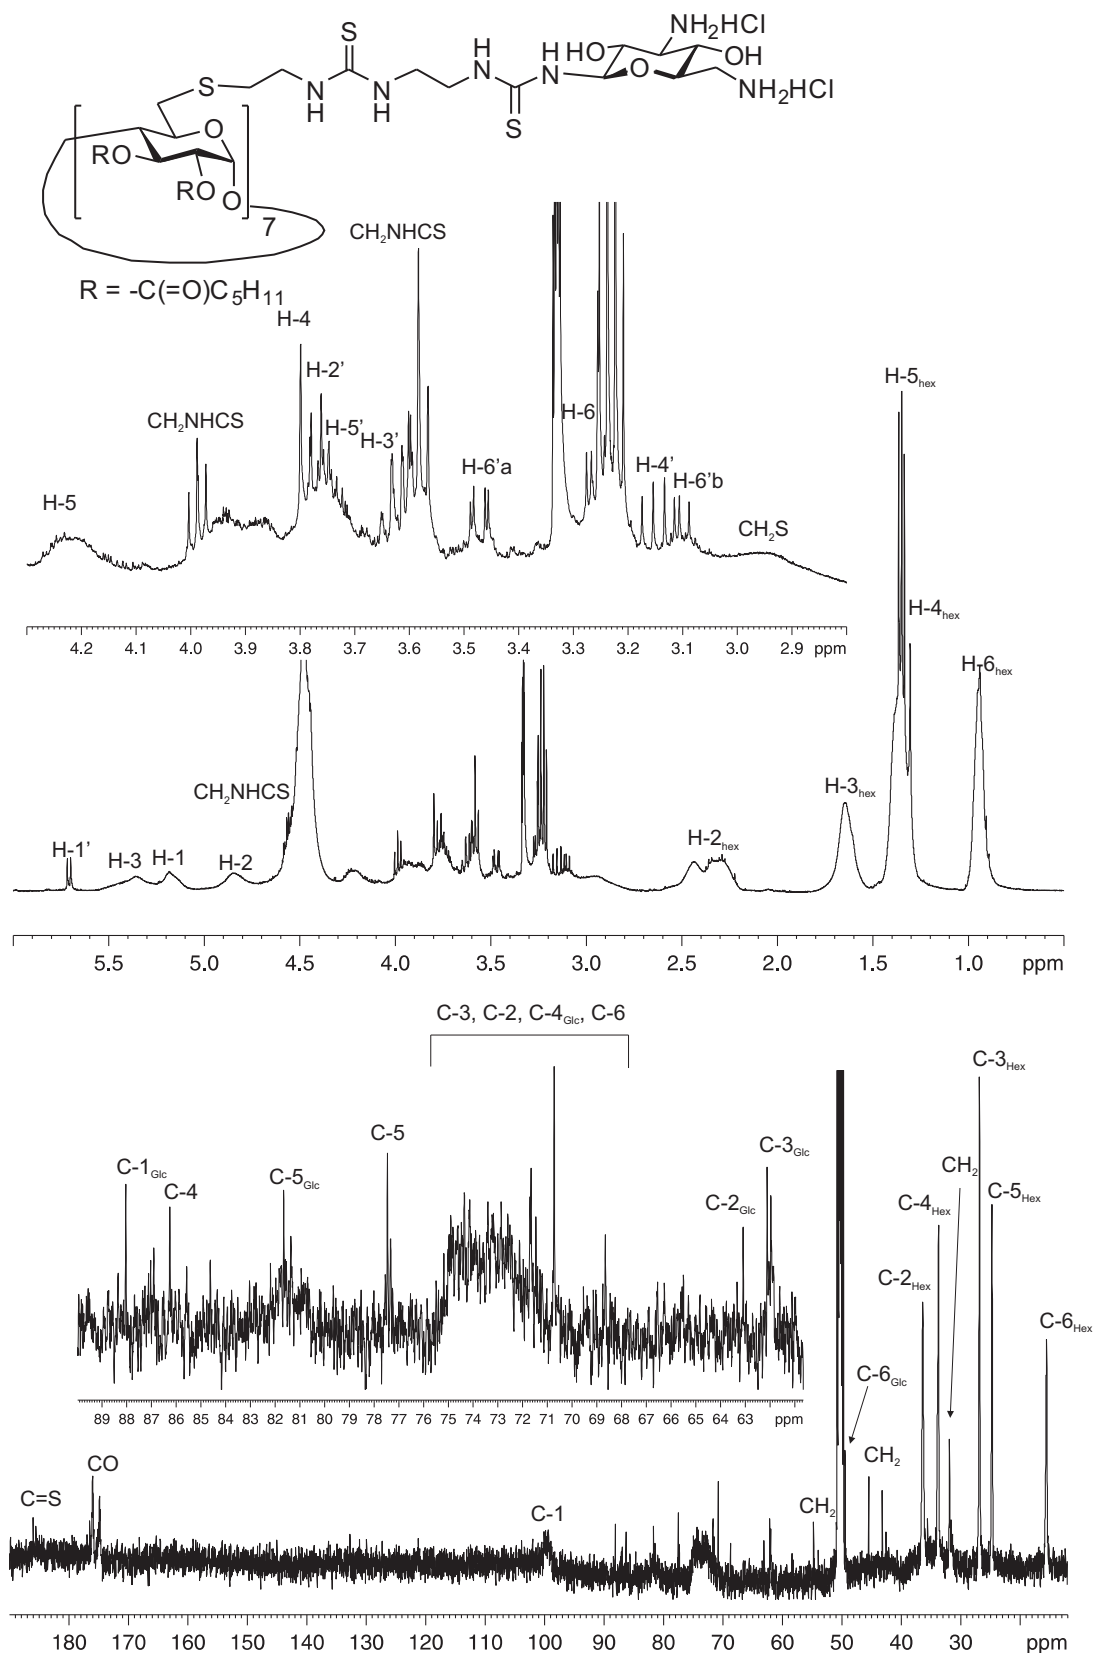 NH₂HCl
S
H
HO
HO
OH
S
N
H
N
H
N
O
NH₂HCl
H
N
S
RO
O
RO
O
7
R = -C(=O)C₅H₁₁
CH₂NHCS
H-4
H-2’
H-5’
H-3’
CH₂NHCS
H-5
H-6’a
H-6
H-4’
H-6’b
CH₂S
H-5hex
H-4hex
H-6hex
4.2 4.1 4.0 3.9 3.8 3.7 3.6 3.5 3.4 3.3 3.2 3.1 3.0 2.9 ppm
CH₂NHCS
H-3hex
H-1’
H-3
H-1
H-2
H-2hex
5.5 5.0 4.5 4.0 3.5 3.0 2.5 2.0 1.5 1.0 ppm
C-3, C-2, C-4Glc, C-6
C-3Hex
C-5
C-1Glc
C-4
C-5Glc
C-3Glc
C-2Glc
CH₂
C-5Hex
C-4Hex
C-2Hex
C-6Hex
C-6Glc
89 88 87 86 85 84 83 82 81 80 79 78 77 76 75 74 73 72 71 70 69 68 67 66 65 64 63 ppm
CO
C=S
C-1
CH₂
CH₂
180 170 160 150 140 130 120 110 100 90 80 70 60 50 40 30 ppm